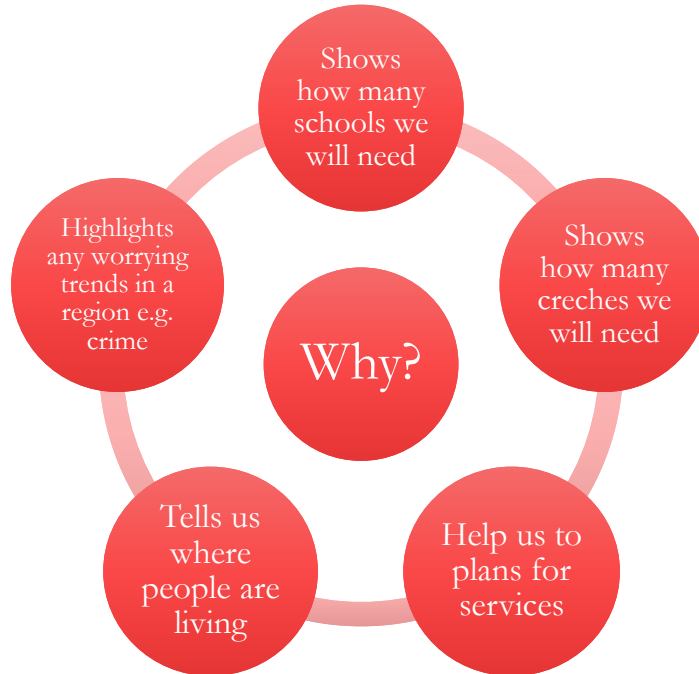 Shows
how many
schools we
will need
Shows
how many
creches we
will need
Help us to
plans for
services
Tells us
where
people are
living
Highlights
any worrying
trends in a
region e.g.
crime
Why?